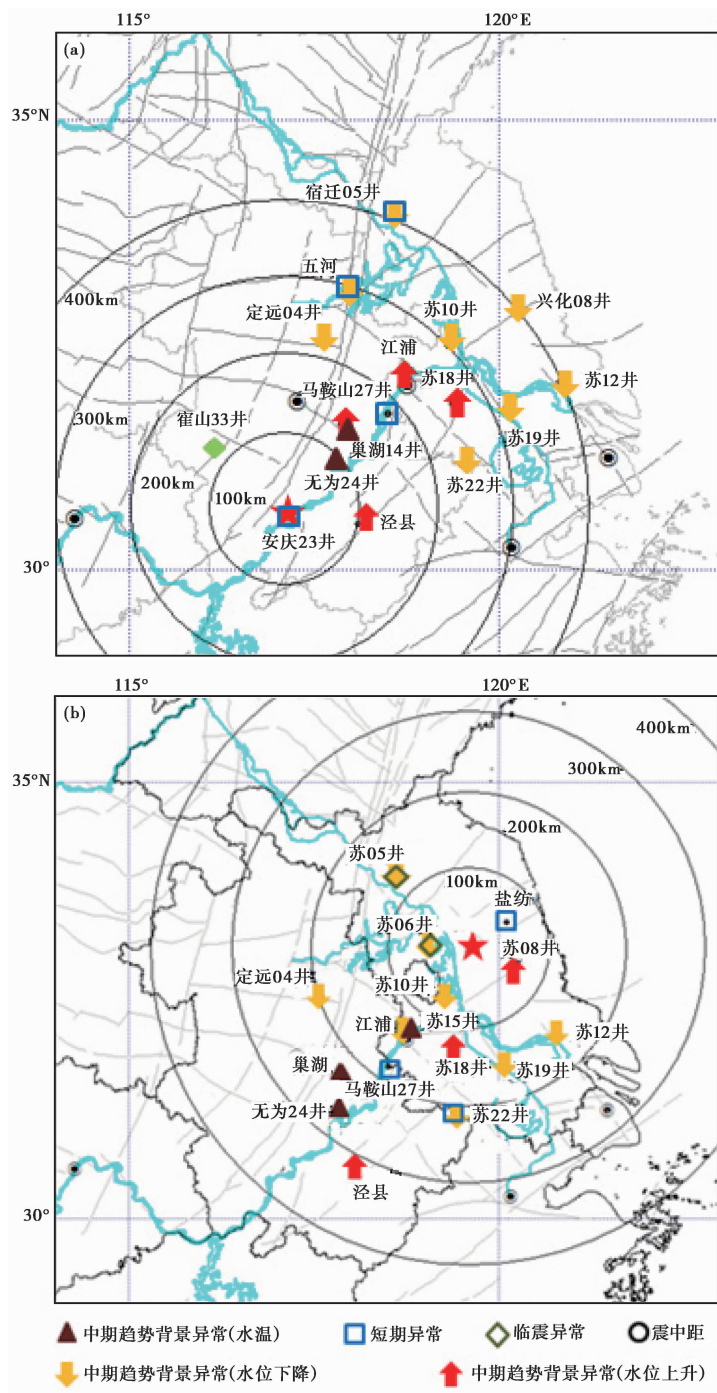 115°
120°E
(a)
35°N
宿迁05井
五河
400km
定远04井
苏10井
兴化08井
江浦
苏18井
苏12井
马鞍山27井
300km
霍山33井
巢湖14井
苏19井
200km
无为24井
苏22井
100km
安庆23井
泾县
30°
115°
120°E
(b)
400km
35°N
300km
200km
苏05井
100km
盐纺
苏06井
苏08井
定远04井
苏10井
江浦
苏15井
苏12井
巢湖
苏18井
苏19井
马鞍山27井
无为24井
苏22井
泾县
30°
中期趋势背景异常(水温)
短期异常
临震异常
震中距
中期趋势背景异常(水位下降)
中期趋势背景异常(水位上升)